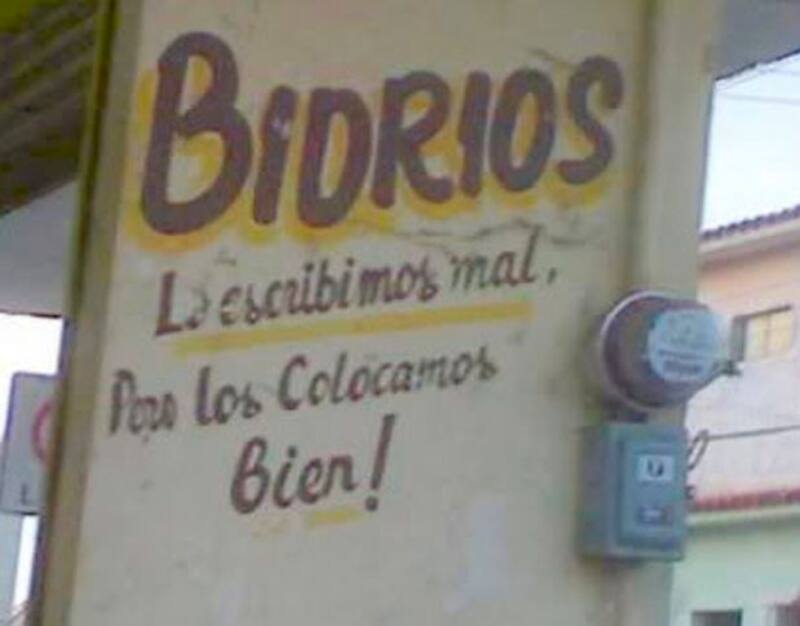 BIDRIOS
Lo escribimos mal,
Pero los Colocamos
Bien!